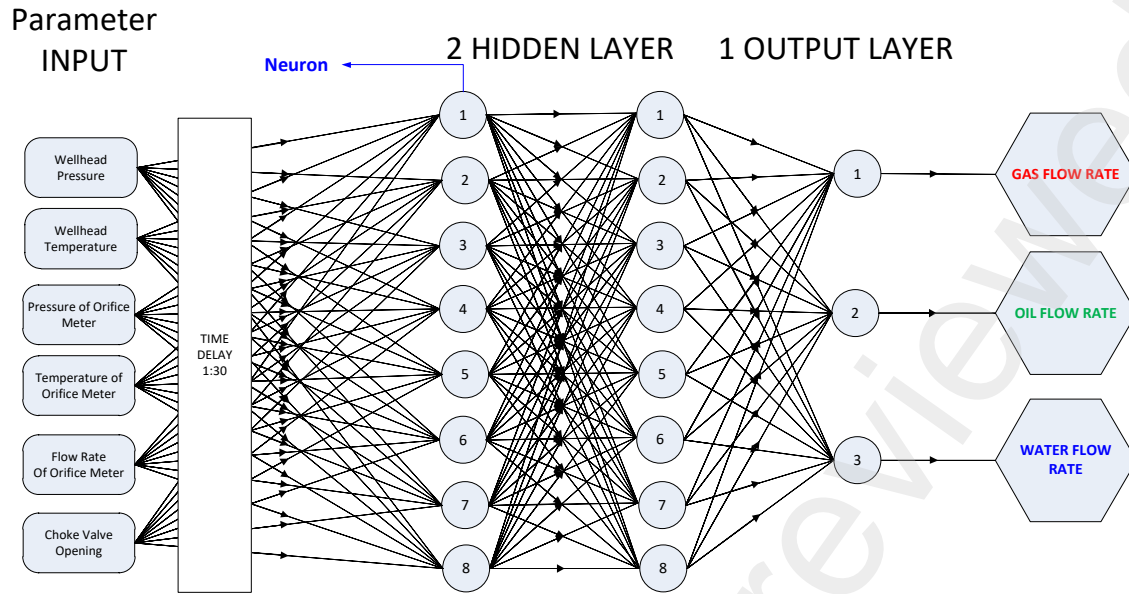 Parameter
INPUT
2 HIDDEN LAYER
1 OUTPUT LAYER
Neuron
Wellhead
Pressure
Wellhead
Temperature
Pressure of Orifice
Meter
Temperature of
Orifice Meter
Flow Rate
Of Orifice Meter
Choke Valve
Opening
TIME
DELAY
1:30
1
2
3
4
5
6
7
8
1
2
3
4
5
6
7
8
1
2
3
GAS FLOW RATE
OIL FLOW RATE
WATER FLOW
RATE